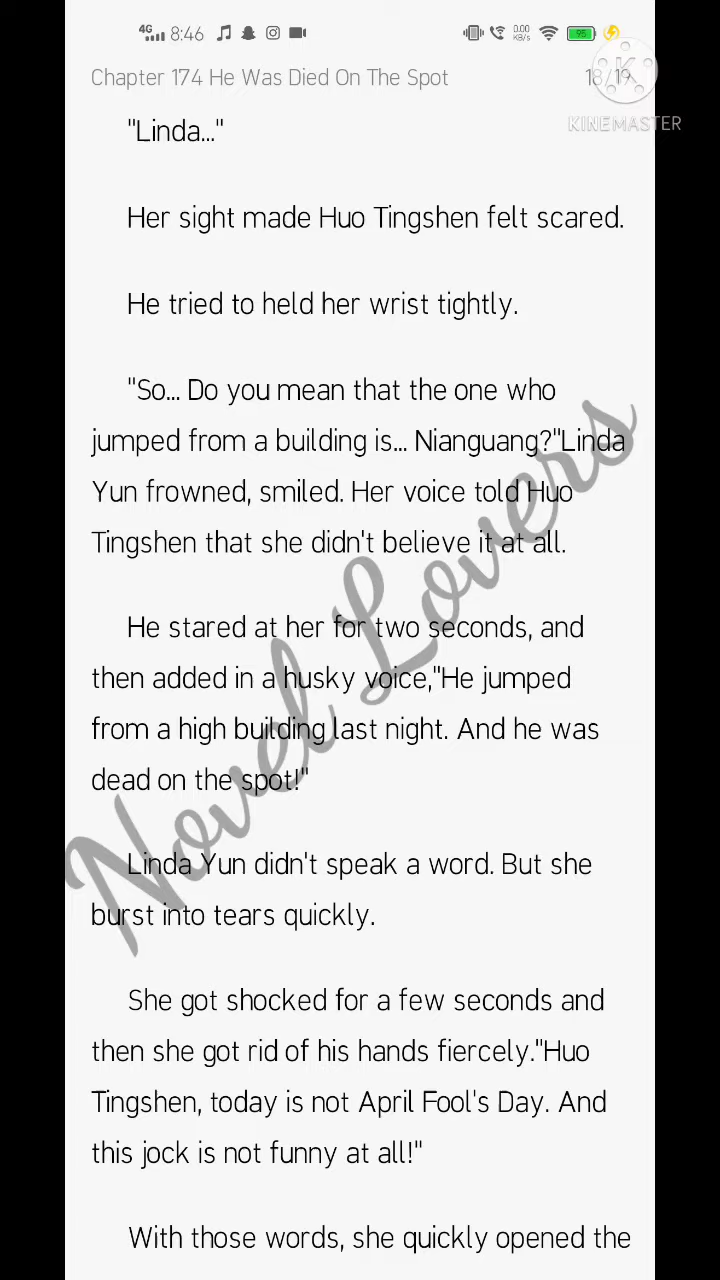 4G 8:46 0.00 KB/s 95
Chapter 174 He Was Died On The Spot 18/19
KINEMASTER
"Linda..."
Her sight made Huo Tingshen felt scared.
He tried to held her wrist tightly.
"So... Do you mean that the one who
jumped from a building is... Nianguang?"Linda
Yun frowned, smiled. Her voice told Huo
Tingshen that she didn't believe it at all.
He stared at her for two seconds, and
then added in a husky voice,"He jumped
from a high building last night. And he was
dead on the spot!"
Linda Yun didn't speak a word. But she
burst into tears quickly.
She got shocked for a few seconds and
then she got rid of his hands fiercely."Huo
Tingshen, today is not April Fool's Day. And
this jock is not funny at all!"
With those words, she quickly opened the
Novel Lovers